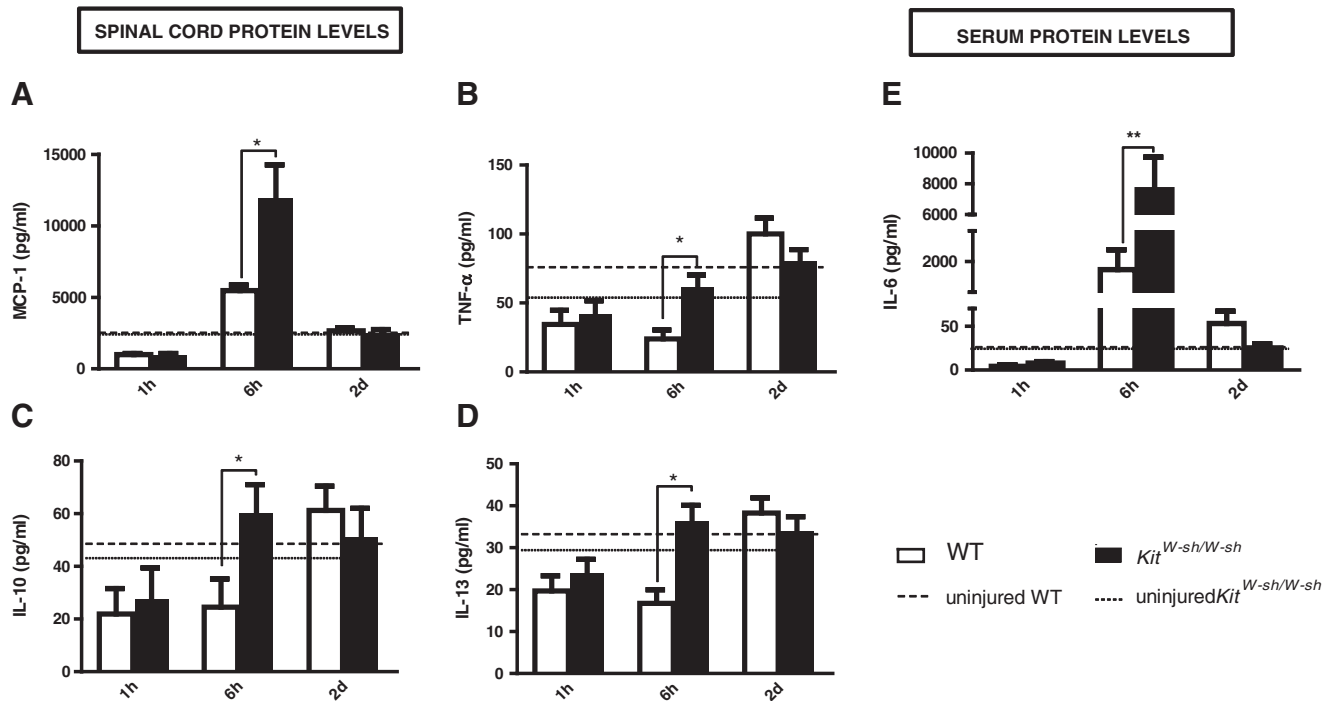 SPINAL CORD PROTEIN LEVELS
SERUM PROTEIN LEVELS
A
MCP-1 (pg/ml)
15000
10000
5000
0
*
1h 6h 2d
B
TNF-α (pg/ml)
150
100
50
0
*
1h 6h 2d
E
IL-6 (pg/ml)
10000
8000
6000
2000
50
0
**
1h 6h 2d
C
IL-10 (pg/ml)
80
60
40
20
0
*
1h 6h 2d
D
IL-13 (pg/ml)
50
40
30
20
10
0
*
1h 6h 2d
WT
Kit W-sh/W-sh
uninjured WT
uninjuredKit W-sh/W-sh